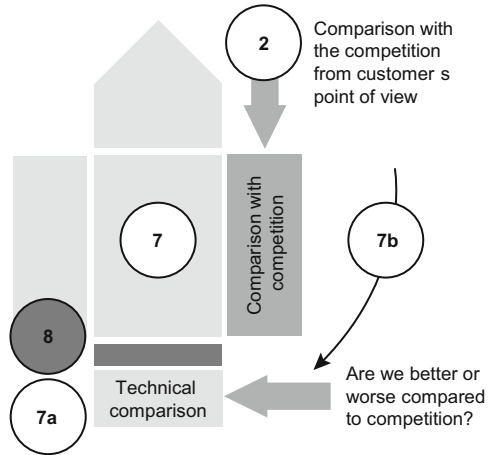 2
Comparison with
the competition
from customer s
point of view
7
Comparison with
competition
7b
8
7a
Technical
comparison
Are we better or
worse compared
to competition?